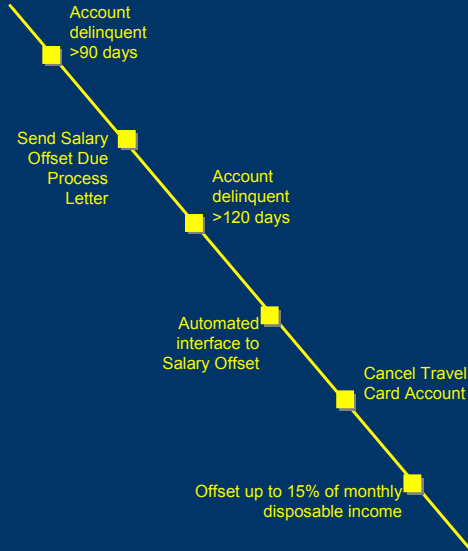 Account
delinquent
>90 days
Send Salary
Offset Due
Process
Letter
Account
delinquent
>120 days
Automated
interface to
Salary Offset
Cancel Travel
Card Account
Offset up to 15% of monthly
disposable income